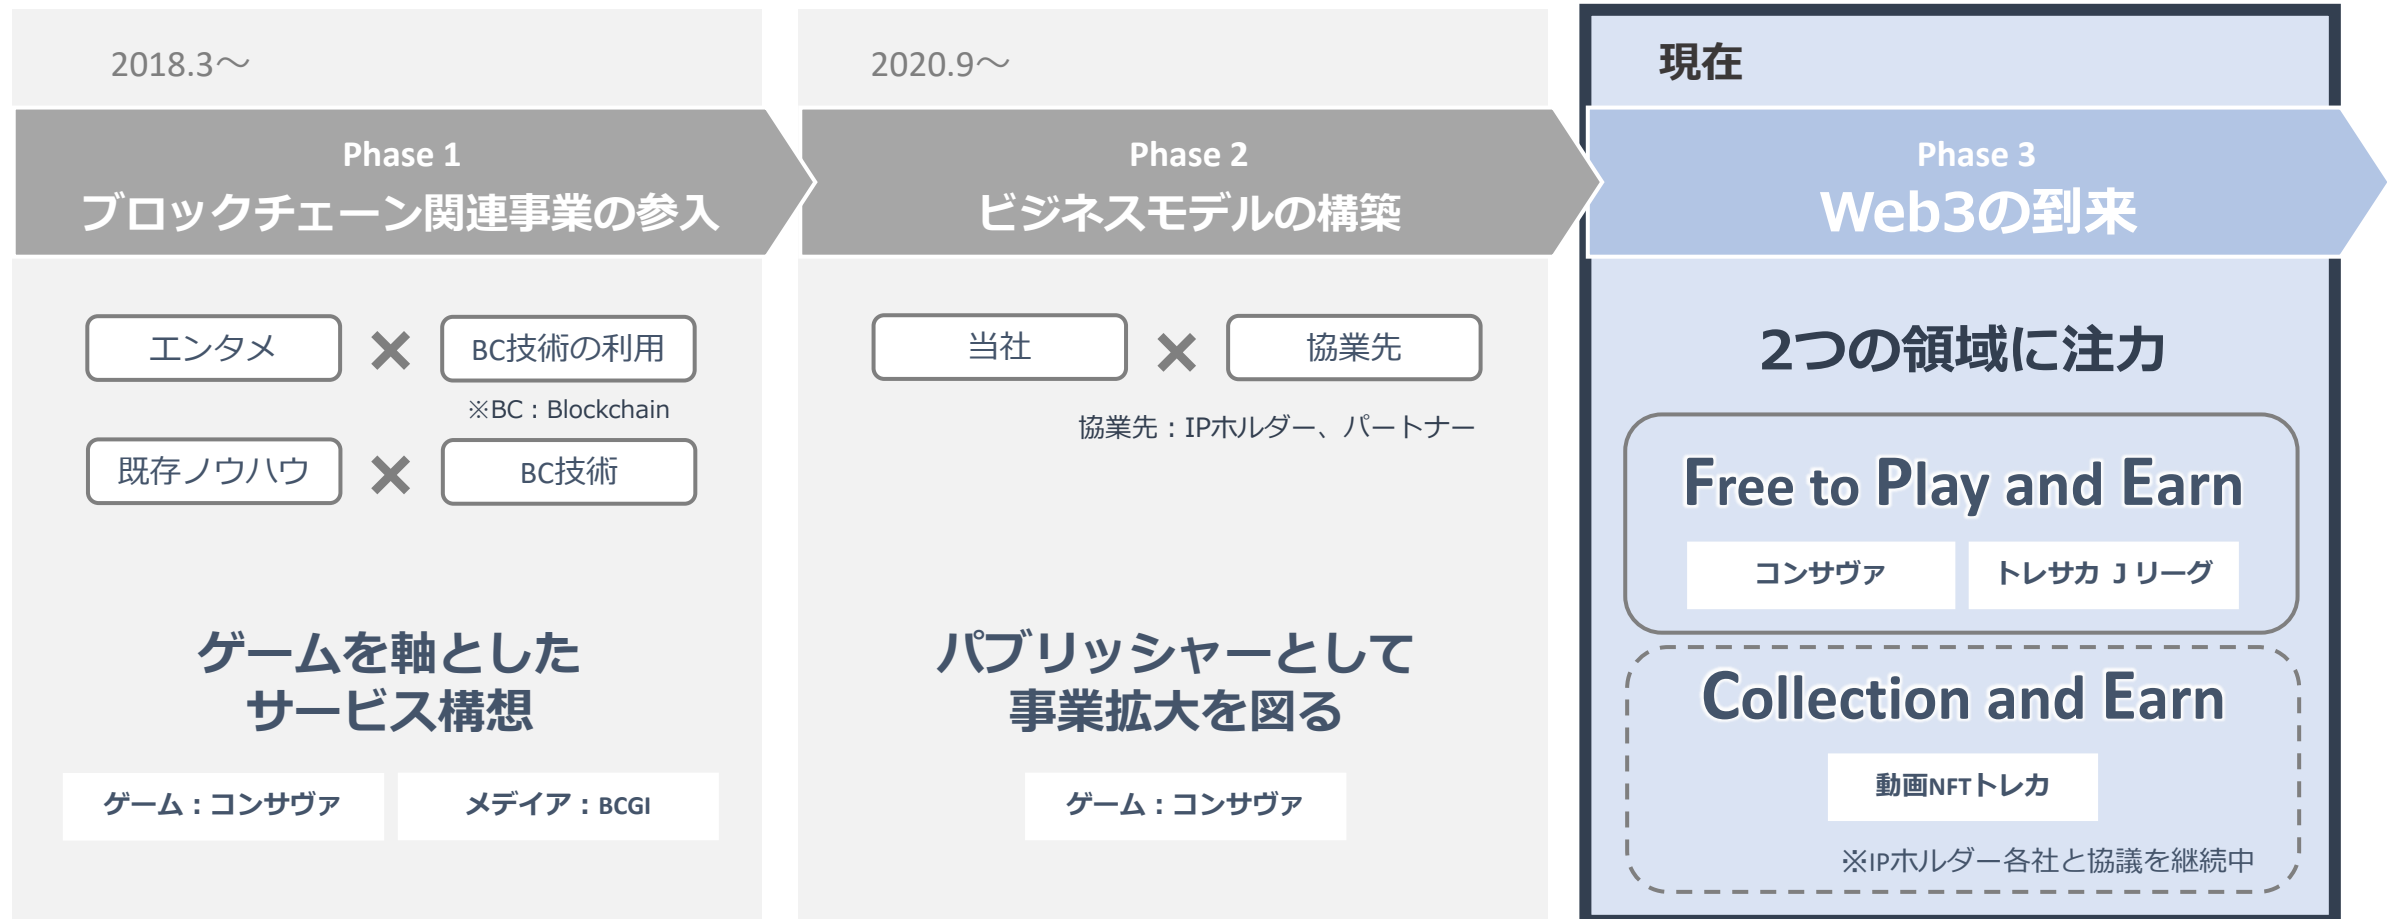 2018.3～
Phase 1
ブロックチェーン関連事業の参入
エンタメ
×
BC技術の利用
※BC：Blockchain
既存ノウハウ
×
BC技術
ゲームを軸とした
サービス構想
ゲーム：コンサヴァ
メデイア：BCGI
2020.9～
Phase 2
ビジネスモデルの構築
当社
×
協業先
協業先：IPホルダー、パートナー
パブリッシャーとして
事業拡大を図る
ゲーム：コンサヴァ
現在
Phase 3
Web3の到来
2つの領域に注力
Free to Play and Earn
コンサヴァ
トレサカ Jリーグ
Collection and Earn
動画NFTトレカ
※IPホルダー各社と協議を継続中